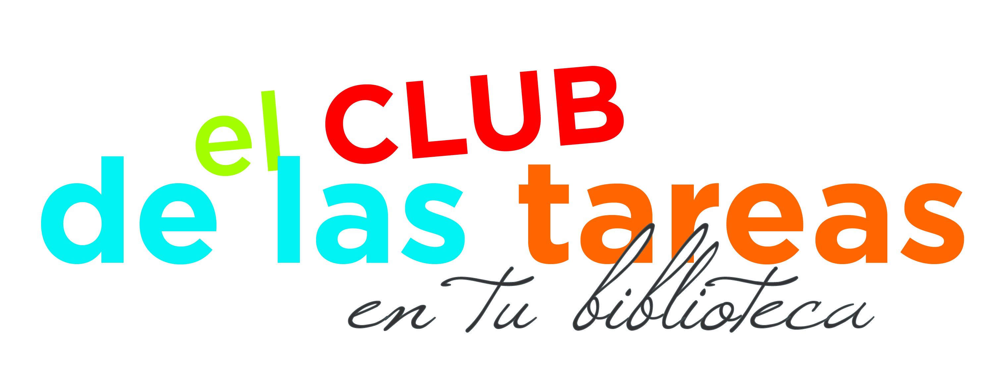 el CLUB
de las tareas
en Tu biblioteca